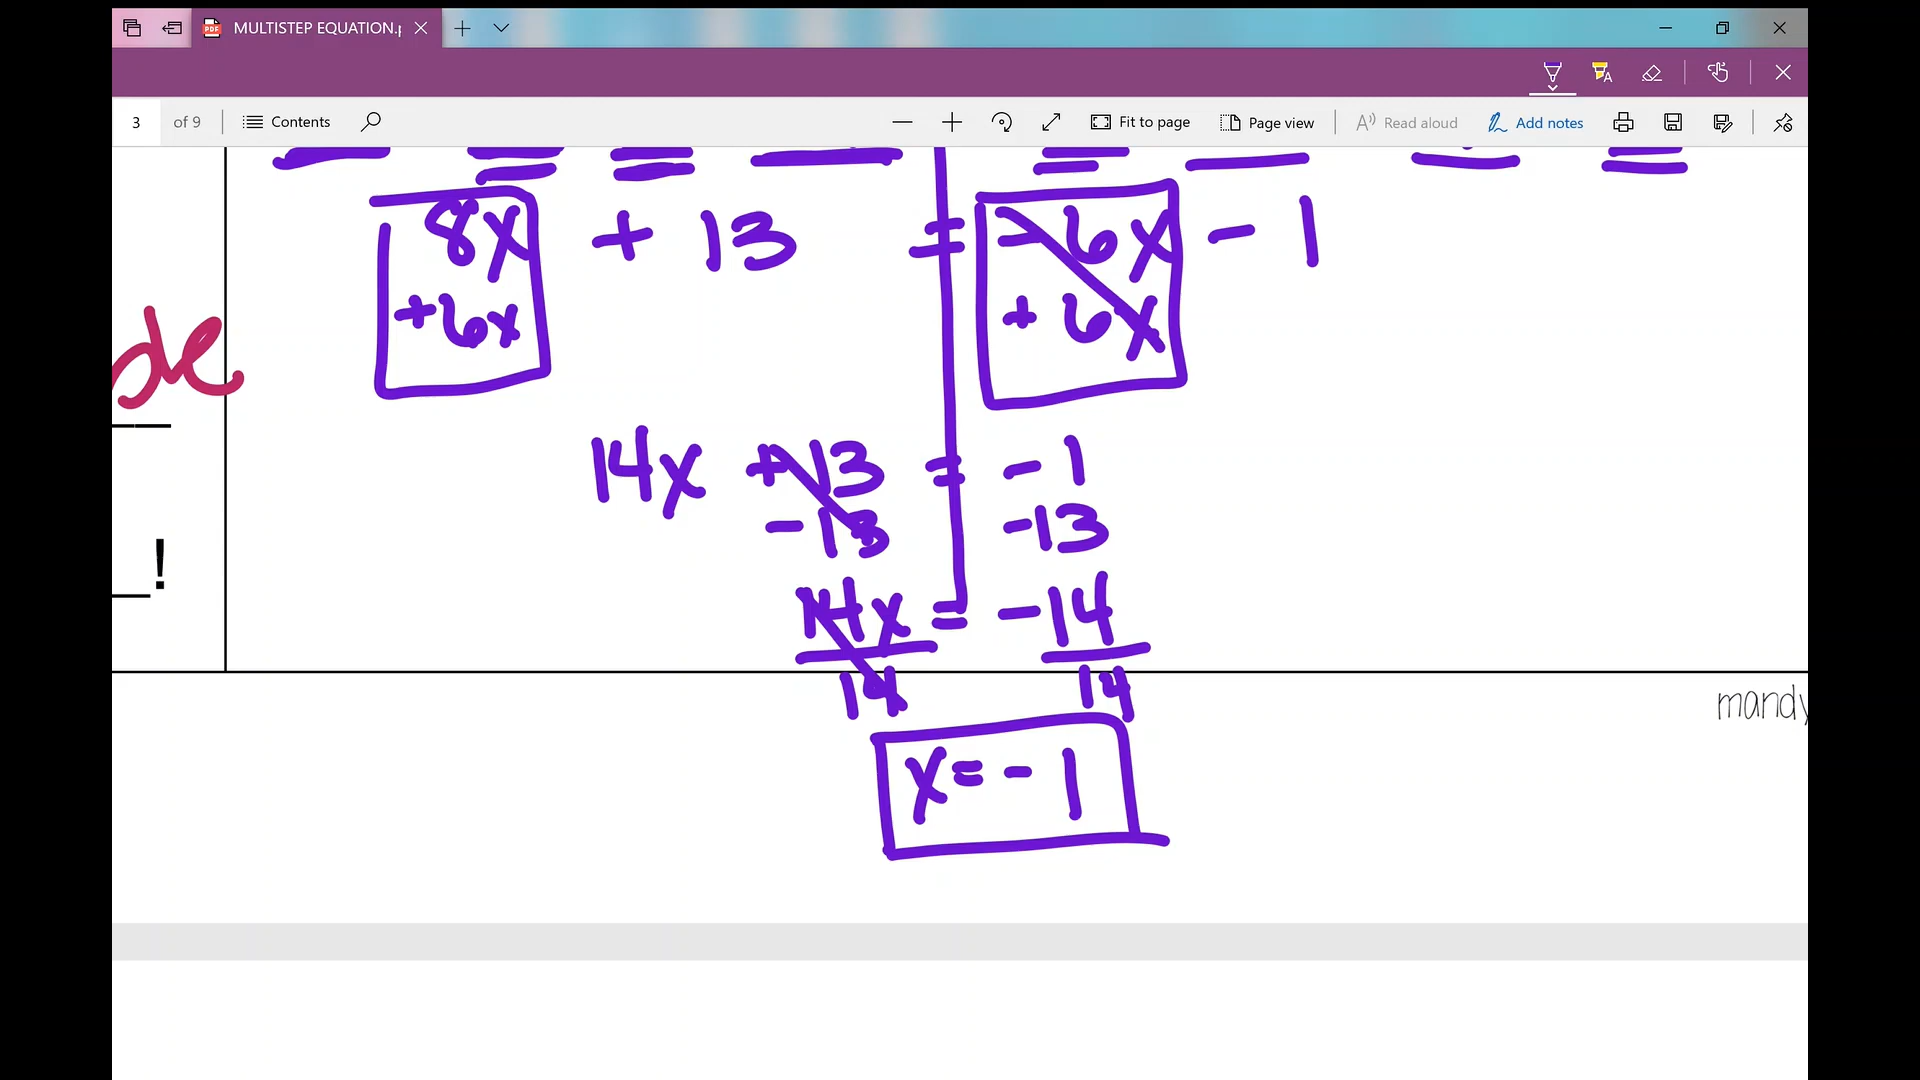 MULTISTEP EQUATION.p
3 of 9 Contents Fit to page Page view Read aloud Add notes
8x + 13 = -6x - 1
+6x + 6x
de
14x + 13 = -1
-13 -13
!
14x = -14
14 14
mandy
x = -1